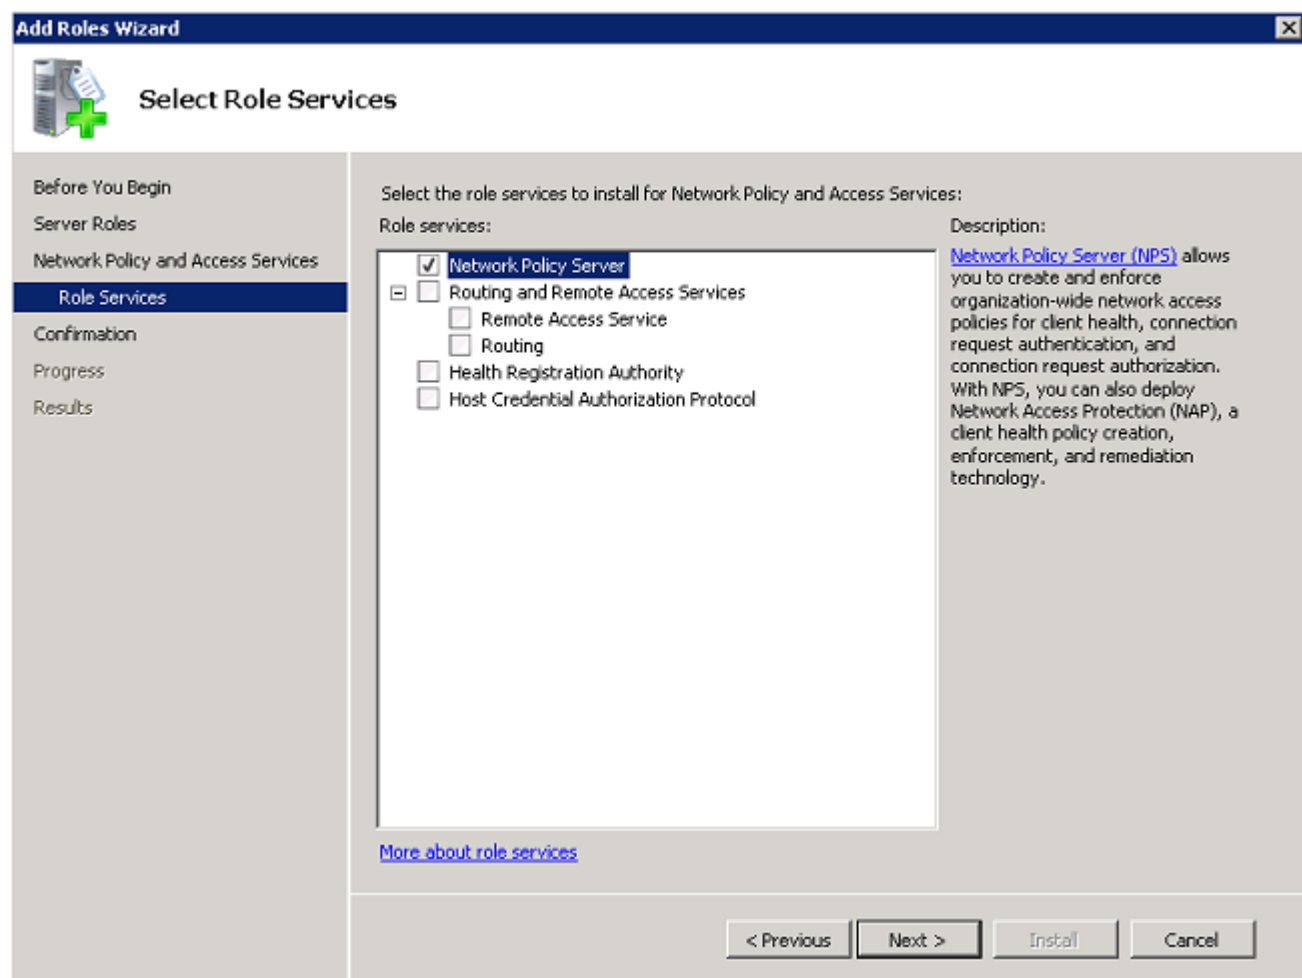 Add Roles Wizard
Select Role Services
Before You Begin
Server Roles
Network Policy and Access Services
Role Services
Confirmation
Progress
Results
Select the role services to install for Network Policy and Access Services:
Role services:
Network Policy Server
Routing and Remote Access Services
Remote Access Service
Routing
Health Registration Authority
Host Credential Authorization Protocol
More about role services
Description:
Network Policy Server (NPS) allows
you to create and enforce
organization-wide network access
policies for client health, connection
request authentication, and
connection request authorization.
With NPS, you can also deploy
Network Access Protection (NAP), a
client health policy creation,
enforcement, and remediation
technology.
< Previous
Next >
Install
Cancel